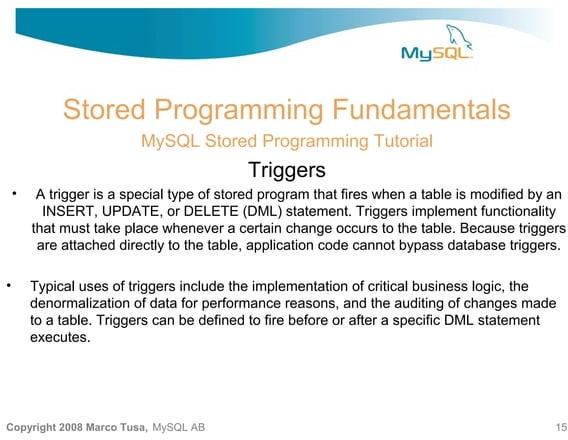 MySQL
Stored Programming Fundamentals
MySQL Stored Programming Tutorial
Triggers
• A trigger is a special type of stored program that fires when a table is modified by an
INSERT, UPDATE, or DELETE (DML) statement. Triggers implement functionality
that must take place whenever a certain change occurs to the table. Because triggers
are attached directly to the table, application code cannot bypass database triggers.
• Typical uses of triggers include the implementation of critical business logic, the
denormalization of data for performance reasons, and the auditing of changes made
to a table. Triggers can be defined to fire before or after a specific DML statement
executes.
Copyright 2008 Marco Tusa, MySQL AB
15